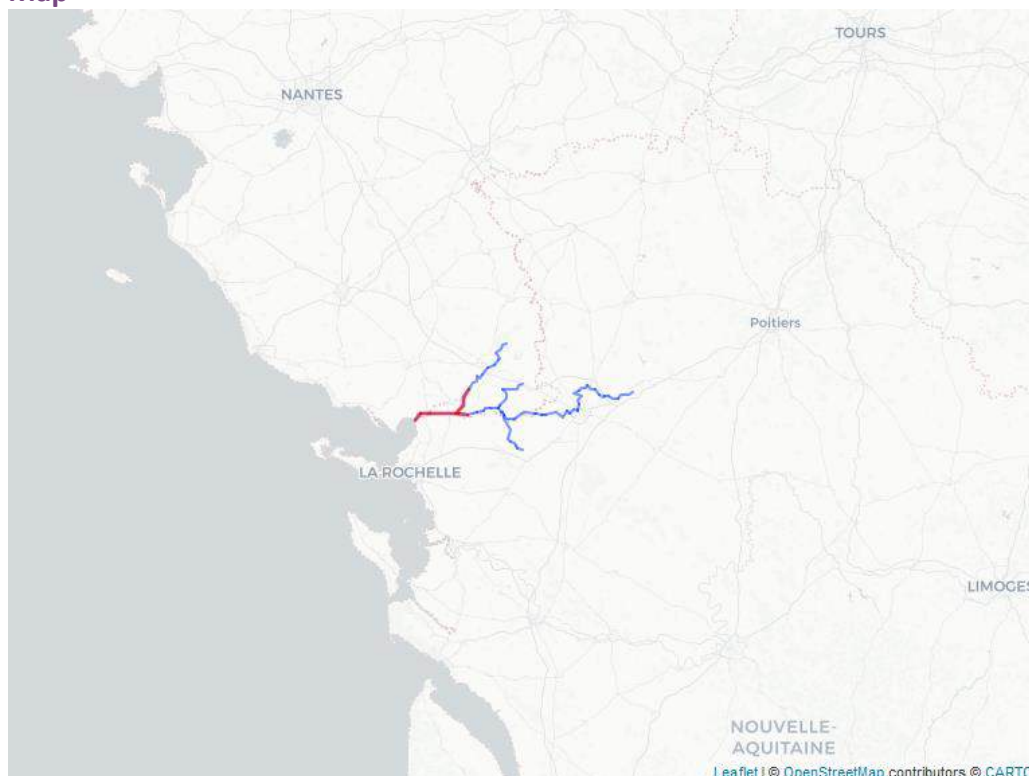 Map
TOURS
NANTES
Poitiers
LA ROCHELLE
LIMOGES
NOUVELLE-
AQUITAINE
Leaflet | © OpenStreetMap contributors © CARTO